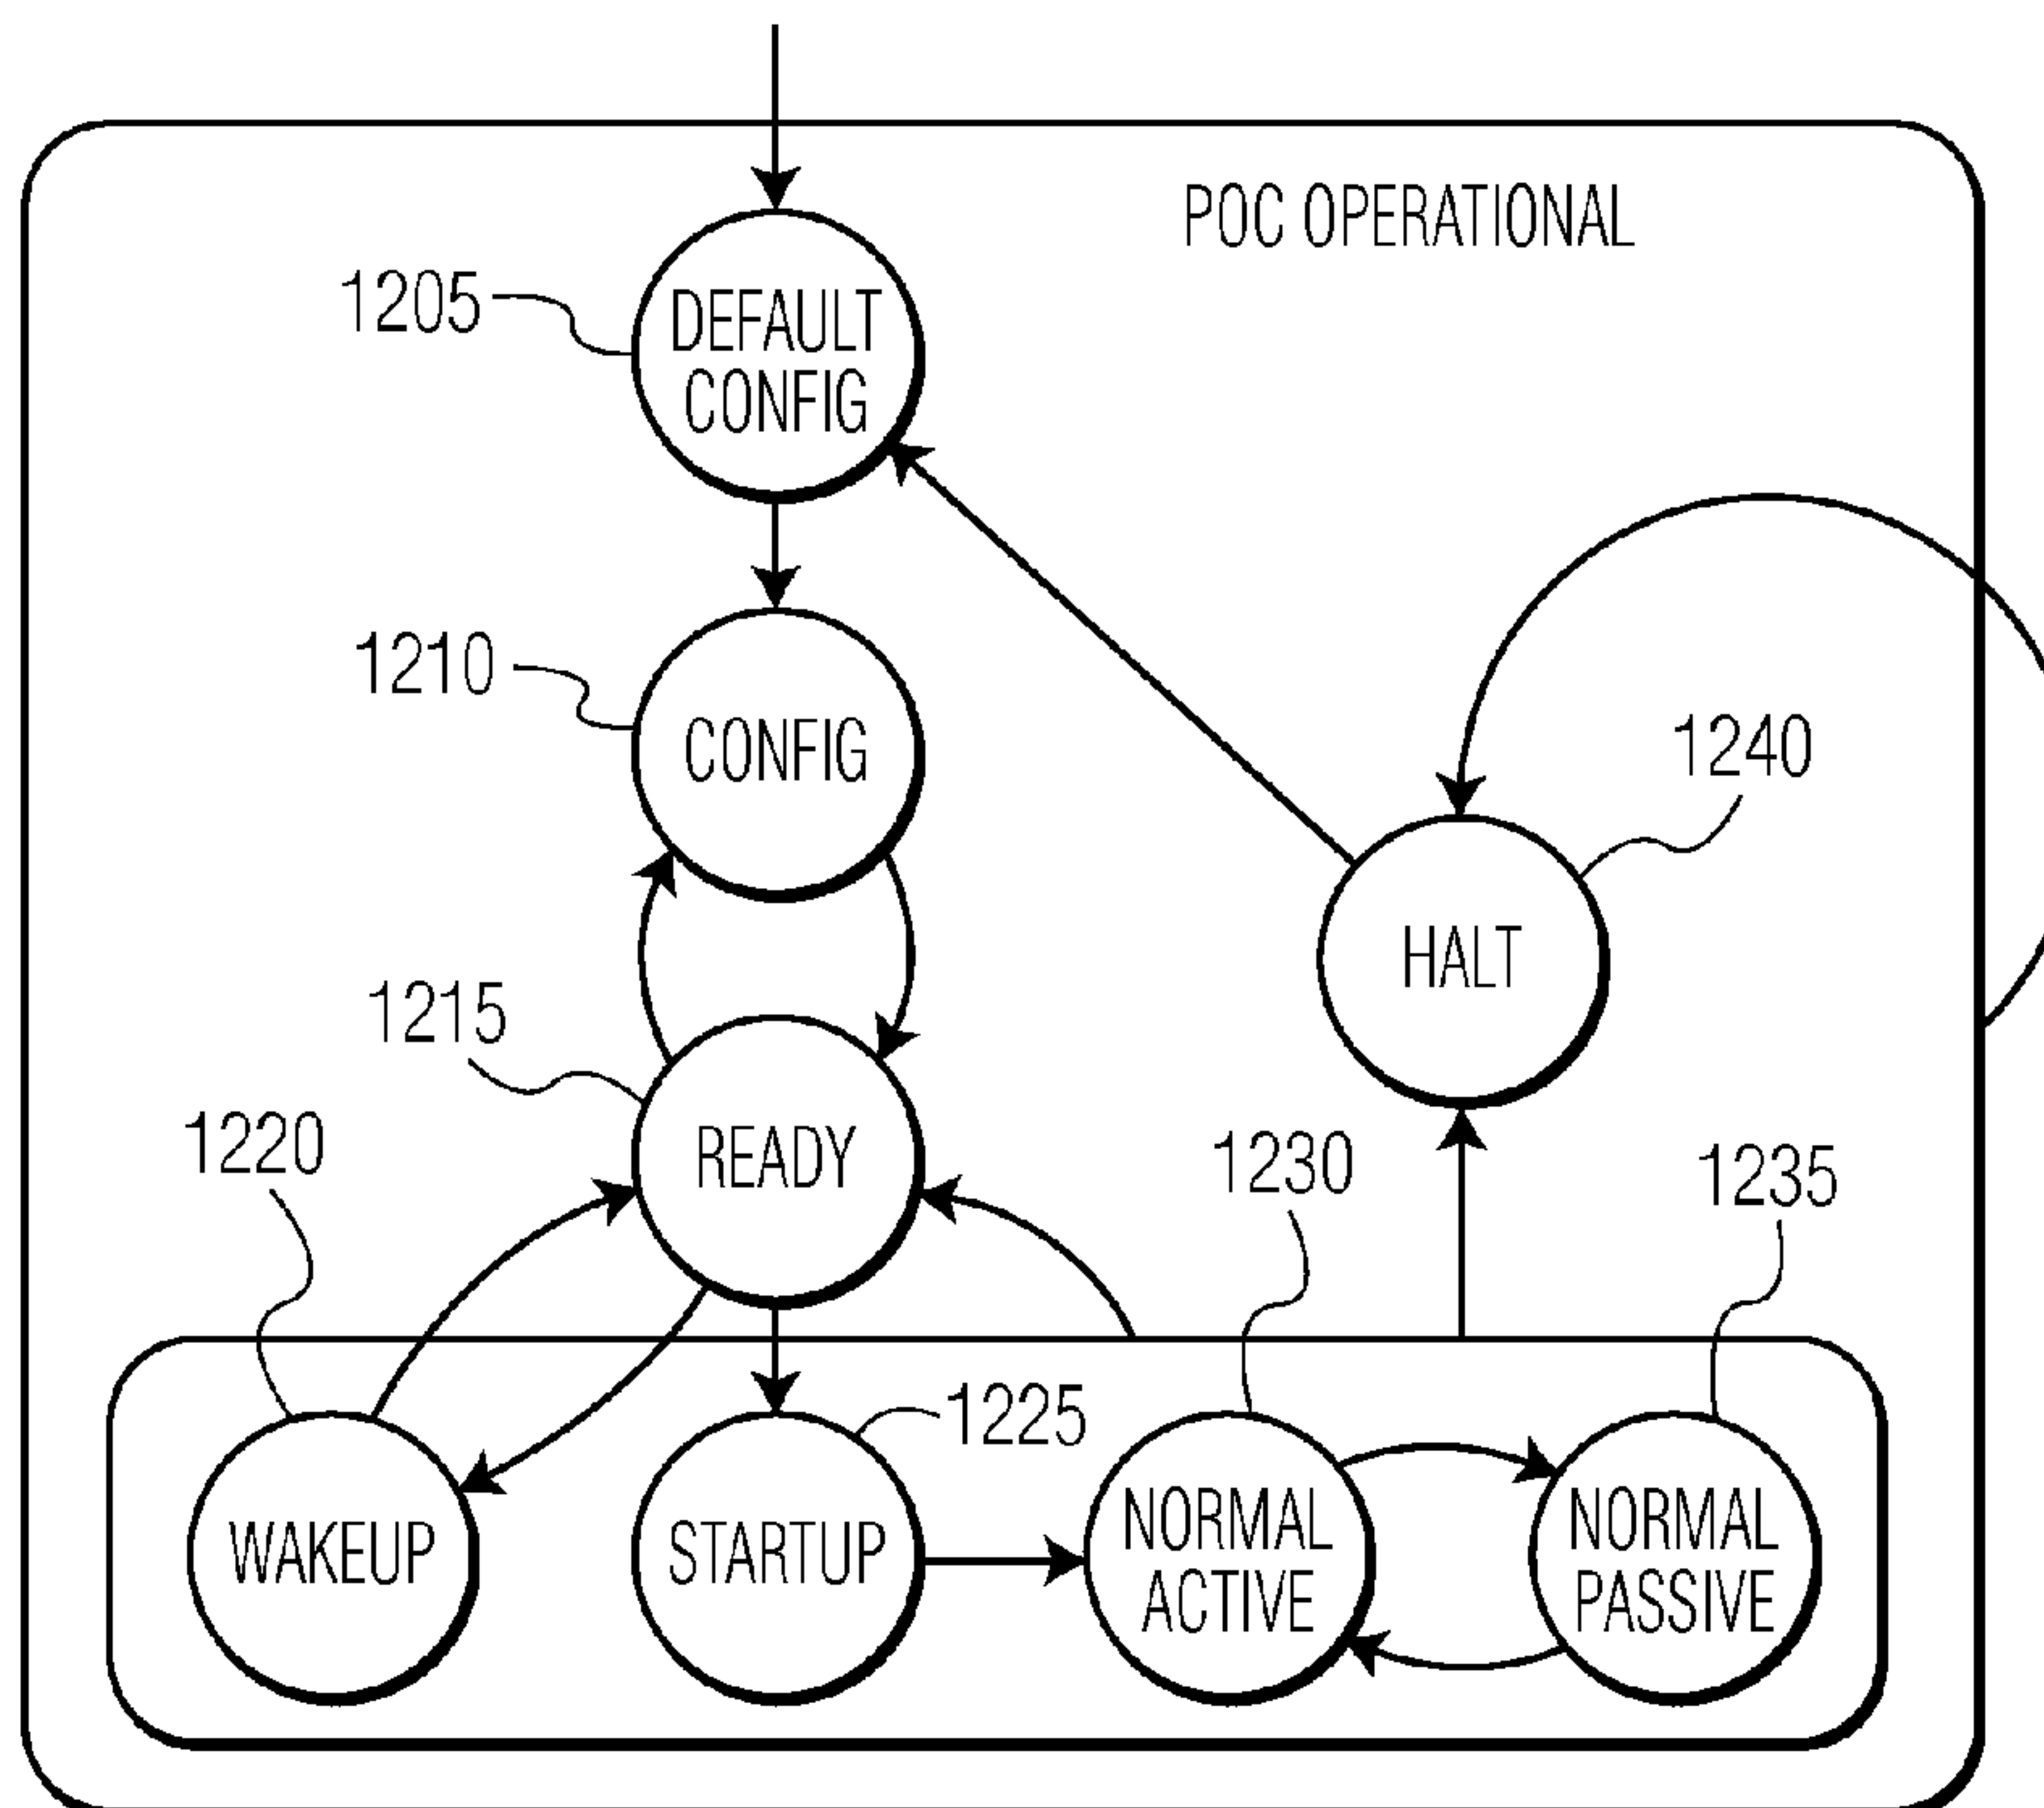 POC OPERATIONAL
1205
DEFAULT
CONFIG
1210
CONFIG
1240
HALT
1215
READY
1220
1230
1235
1225
WAKEUP
STARTUP
NORMAL
ACTIVE
NORMAL
PASSIVE